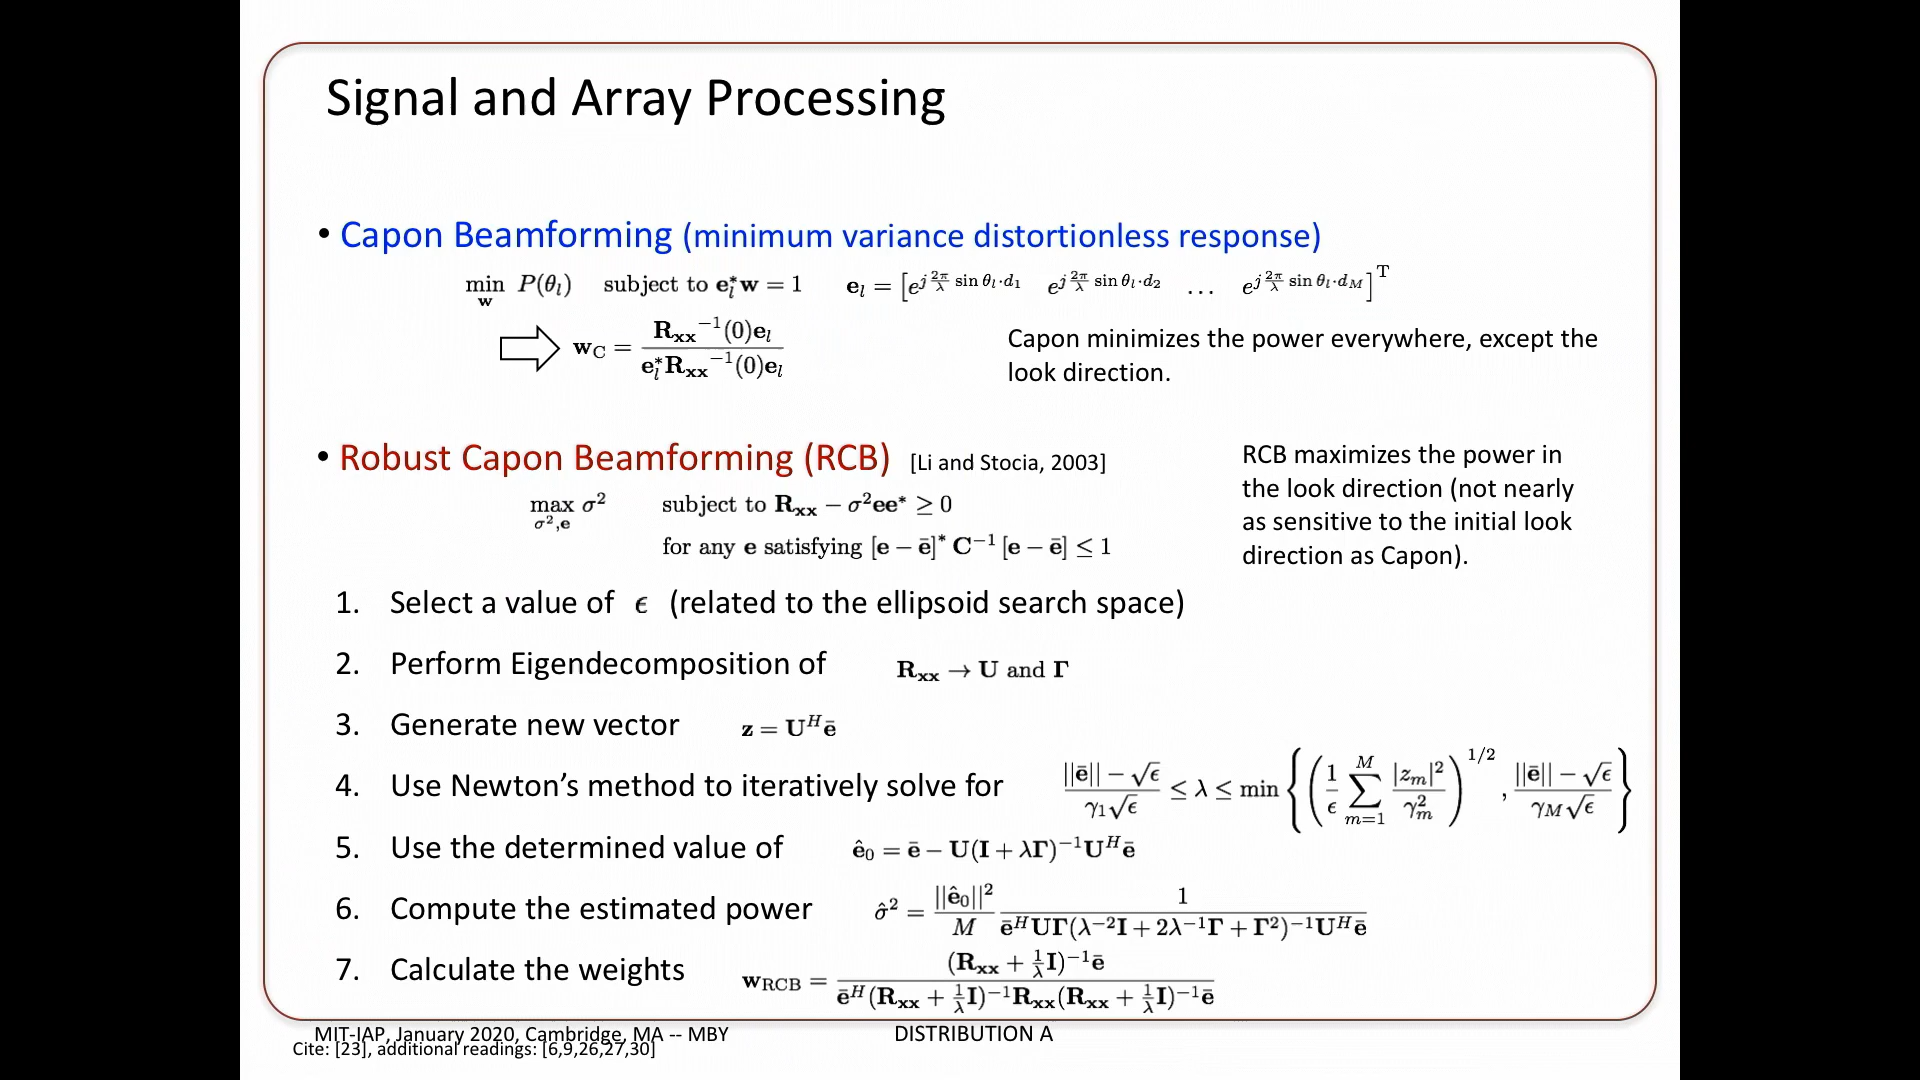 Signal and Array Processing
• Capon Beamforming (minimum variance distortionless response)
min_w P(θ_l) subject to e_l^* w = 1 e_l = [e^{j 2π/λ sin θ_l·d_1} e^{j 2π/λ sin θ_l·d_2} … e^{j 2π/λ sin θ_l·d_M}]^T
w_C = R_xx^{-1}(0)e_l / e_l^* R_xx^{-1}(0)e_l
Capon minimizes the power everywhere, except the
look direction.
• Robust Capon Beamforming (RCB) [Li and Stocia, 2003]
max_{σ²,e} σ² subject to R_xx − σ²ee* ≥ 0
for any e satisfying [e − ē]* C^{−1} [e − ē] ≤ 1
RCB maximizes the power in
the look direction (not nearly
as sensitive to the initial look
direction as Capon).
1. Select a value of ϵ (related to the ellipsoid search space)
2. Perform Eigendecomposition of R_xx → U and Γ
3. Generate new vector z = U^H ē
4. Use Newton’s method to iteratively solve for (||ē|| − √ϵ)/(γ_1√ϵ) ≤ λ ≤ min { ( (1/ϵ) ∑_{m=1}^{M} |z_m|²/γ_m² )^{1/2} , (||ē|| − √ϵ)/(γ_M√ϵ) }
5. Use the determined value of ê_0 = ē − U(I + λΓ)^{−1}U^H ē
6. Compute the estimated power σ̂² = (||ê_0||²/M) 1/(ē^H UΓ(λ^{−2}I + 2λ^{−1}Γ + Γ²)^{−1}U^H ē)
7. Calculate the weights w_RCB = (R_xx + (1/λ)I)^{−1}ē / ē^H(R_xx + (1/λ)I)^{−1}R_xx(R_xx + (1/λ)I)^{−1}ē
MIT-IAP, January 2020, Cambridge, MA -- MBY DISTRIBUTION A
Cite: [23], additional readings: [6,9,26,27,30]